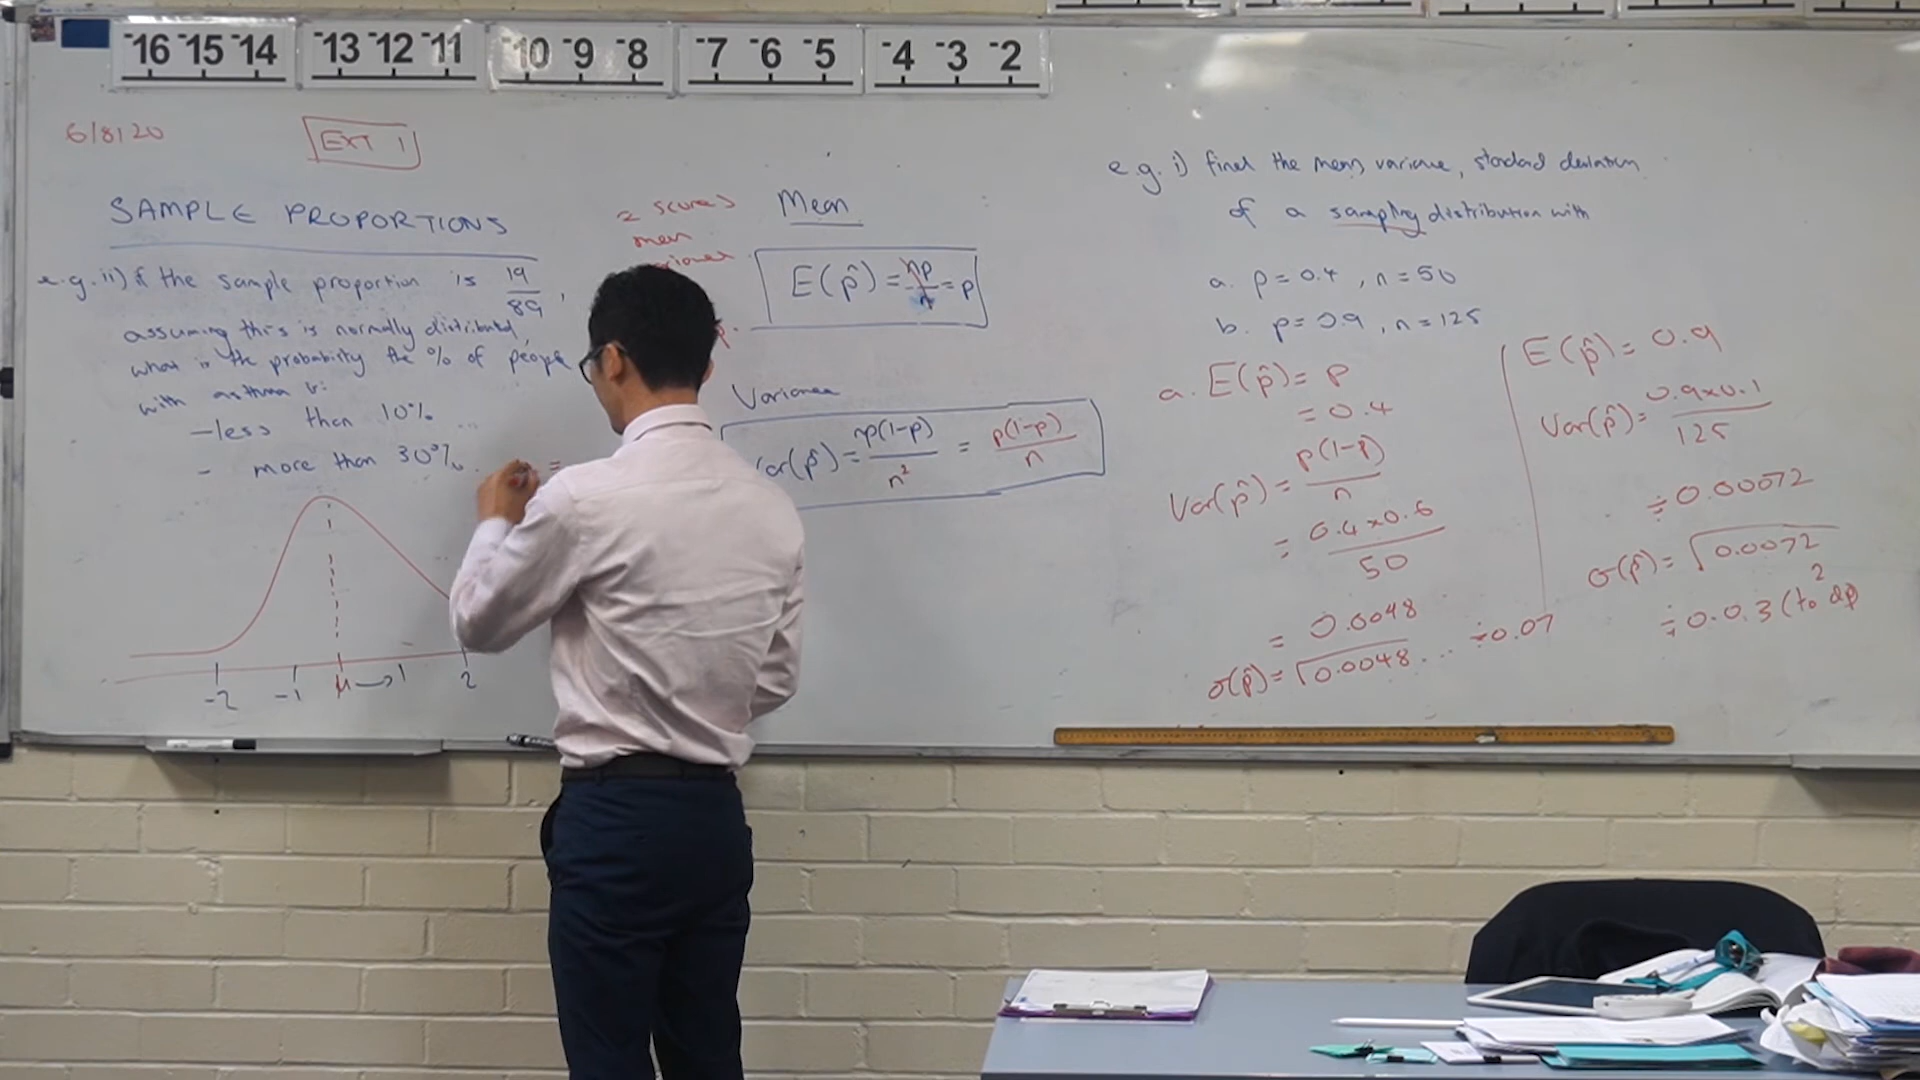 -16 -15 -14 -13 -12 -11 -10 -9 -8 -7 -6 -5 -4 -3 -2
6/8/20
EXT 1
SAMPLE PROPORTIONS
e.g. ii) if the sample proportion is 19/89,
assuming this is normally distributed,
what is the probability the % of people
with asthma is:
- less than 10%
- more than 30%.
=
-2 -1 μ → 1 2
z scores
mean
Mean
E(p̂) = np/n = p
Variance
Var(p̂) = np(1-p)/n² = p(1-p)/n
e.g. i) find the mean, variance, standard deviation
of a sampling distribution with
a. p = 0.4 , n = 50
b. p = 0.9 , n = 125
a. E(p̂) = p
= 0.4
Var(p̂) = p(1-p)/n
= 0.4 × 0.6/50
= 0.0048
σ(p̂) = √0.0048... ≑ 0.07
E(p̂) = 0.9
Var(p̂) = 0.9×0.1/125
≑ 0.00072
σ(p̂) = √0.0072
≑ 0.03 (to 2 dp)